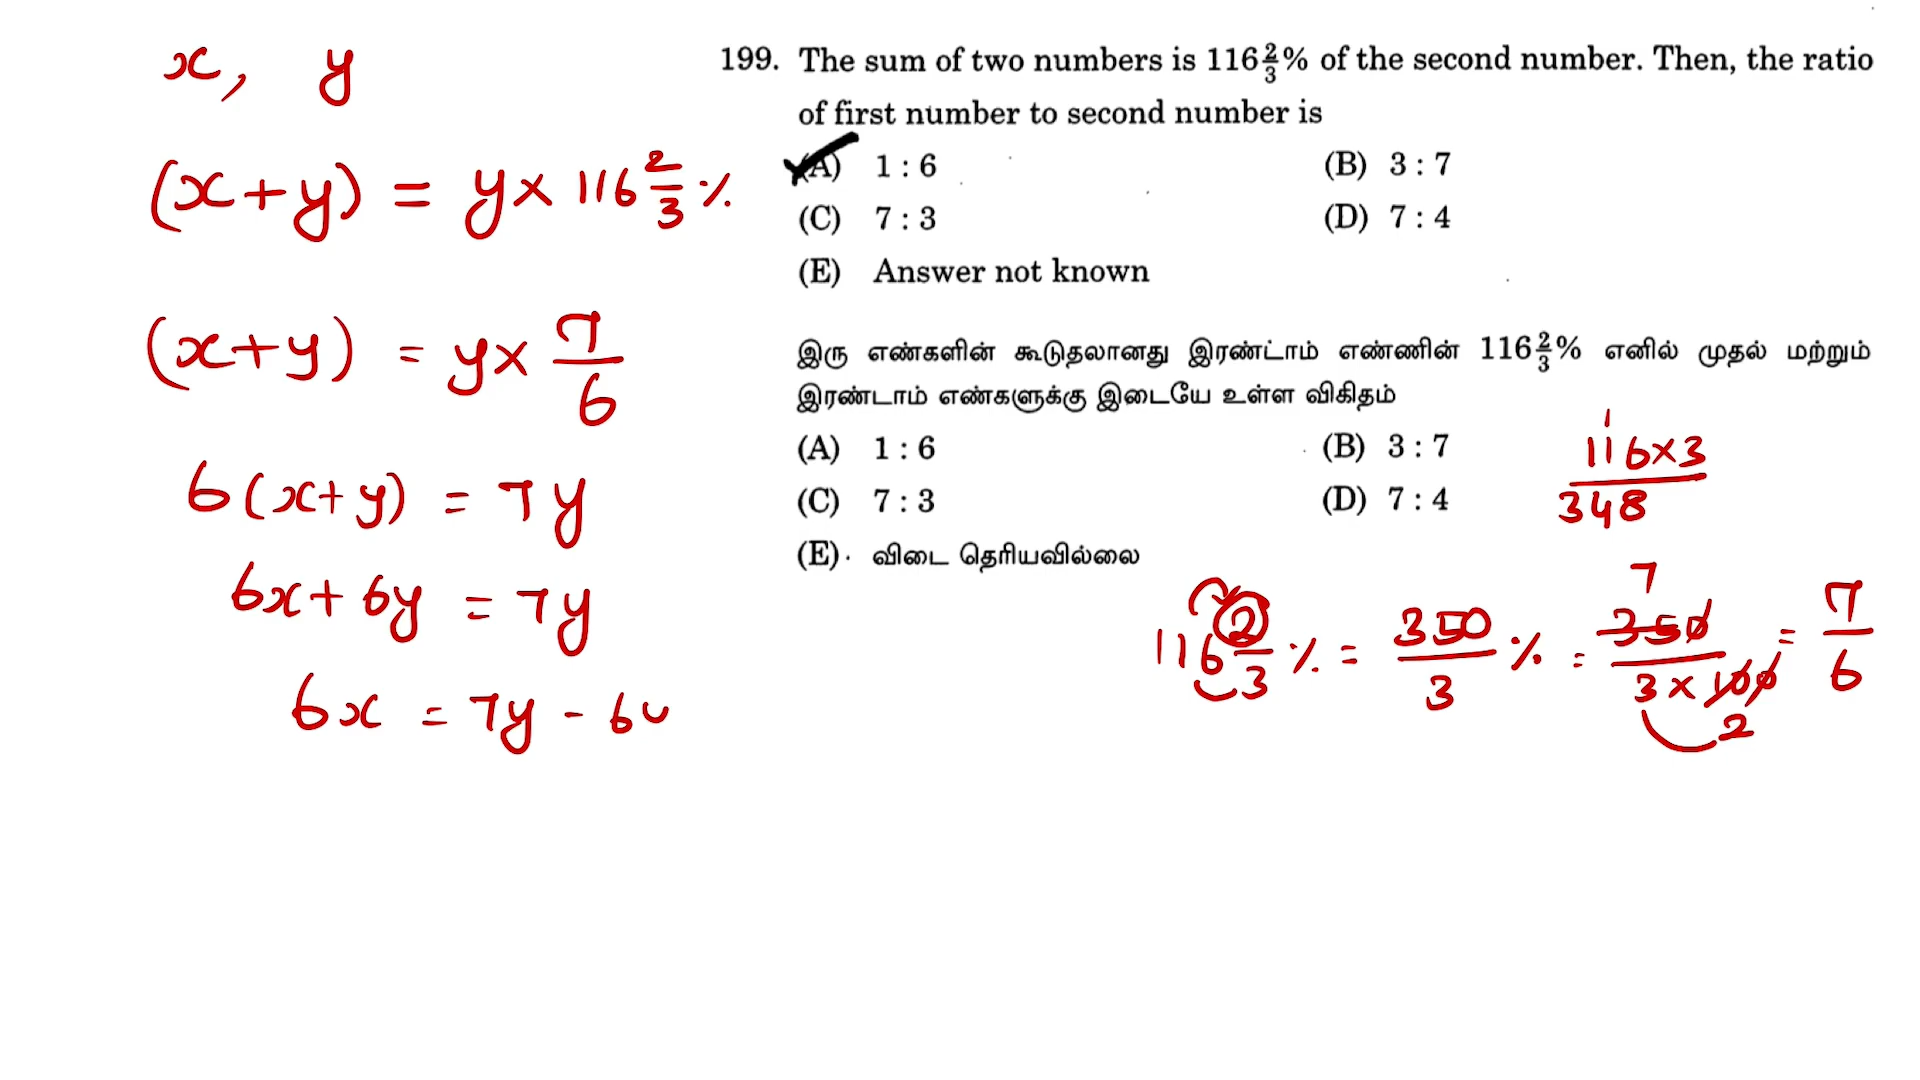 x, y
(x+y) = y × 116 2/3 %
(x+y) = y × 7/6
6(x+y) = 7y
6x + 6y = 7y
6x = 7y - 6y
199. The sum of two numbers is 116 2/3% of the second number. Then, the ratio
of first number to second number is
(A) 1 : 6 (B) 3 : 7
(C) 7 : 3 (D) 7 : 4
(E) Answer not known
இரு எண்களின் கூடுதலானது இரண்டாம் எண்ணின் 116 2/3% எனில் முதல் மற்றும்
இரண்டாம் எண்களுக்கு இடையே உள்ள விகிதம்
(A) 1 : 6 (B) 3 : 7
(C) 7 : 3 (D) 7 : 4
(E) விடை தெரியவில்லை
1
116×3
348
116 2/3 % = 350/3 % = 350/(3 × 100) = 7/6
7
2